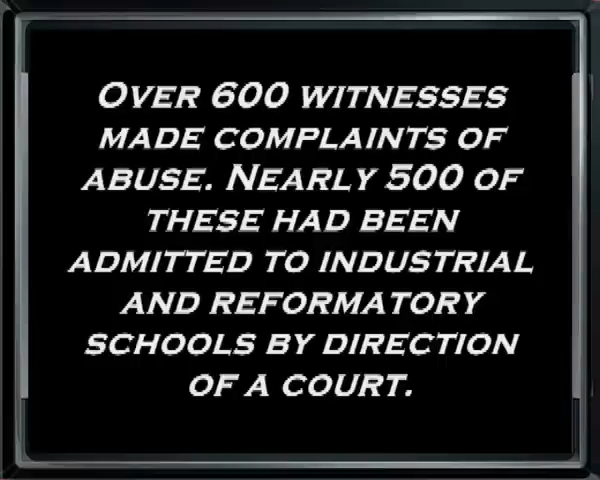 OVER 600 WITNESSES
MADE COMPLAINTS OF
ABUSE. NEARLY 500 OF
THESE HAD BEEN
ADMITTED TO INDUSTRIAL
AND REFORMATORY
SCHOOLS BY DIRECTION
OF A COURT.